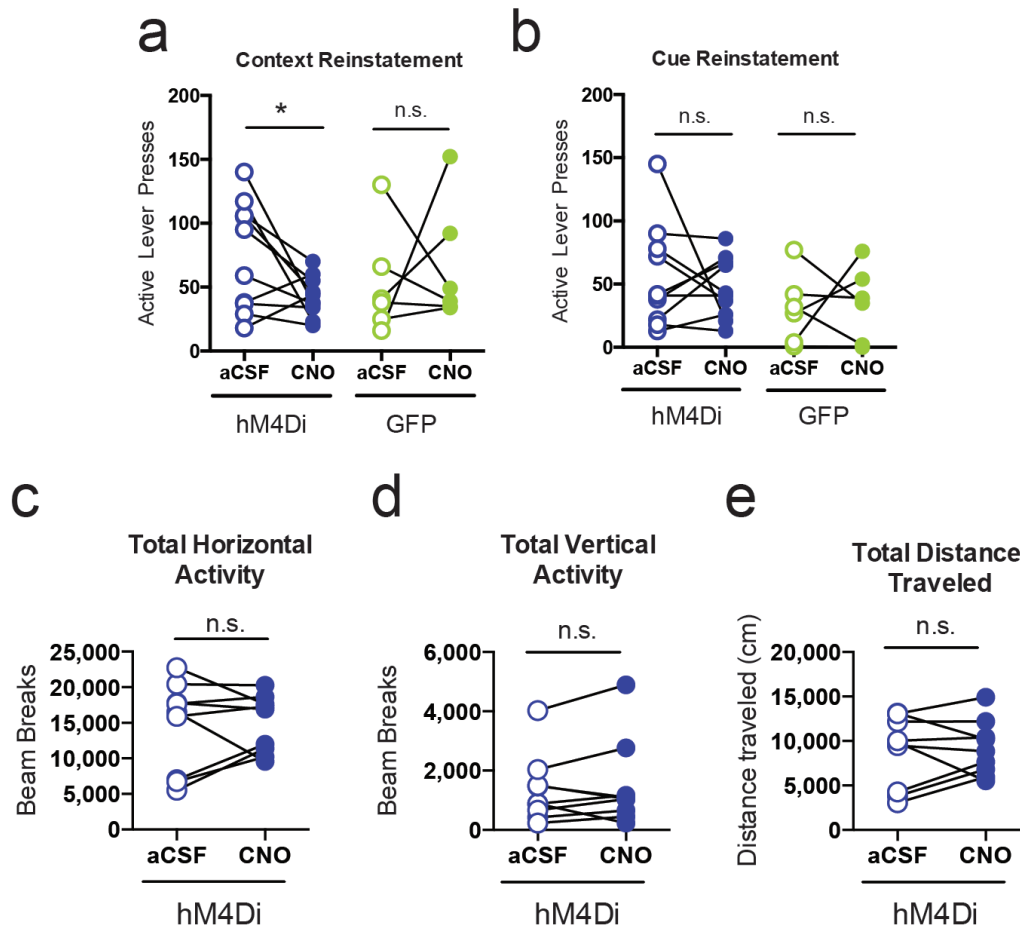 a
Context Reinstatement
Active Lever Presses
200
150
100
50
0
*
n.s.
aCSF CNO aCSF CNO
hM4Di GFP
b
Cue Reinstatement
Active Lever Presses
200
150
100
50
0
n.s.
n.s.
aCSF CNO aCSF CNO
hM4Di GFP
c
Total Horizontal
Activity
Beam Breaks
25,000
20,000
15,000
10,000
5,000
0
n.s.
aCSF CNO
hM4Di
d
Total Vertical
Activity
Beam Breaks
6,000
4,000
2,000
0
n.s.
aCSF CNO
hM4Di
e
Total Distance
Traveled
Distance traveled (cm)
20,000
15,000
10,000
5,000
0
n.s.
aCSF CNO
hM4Di